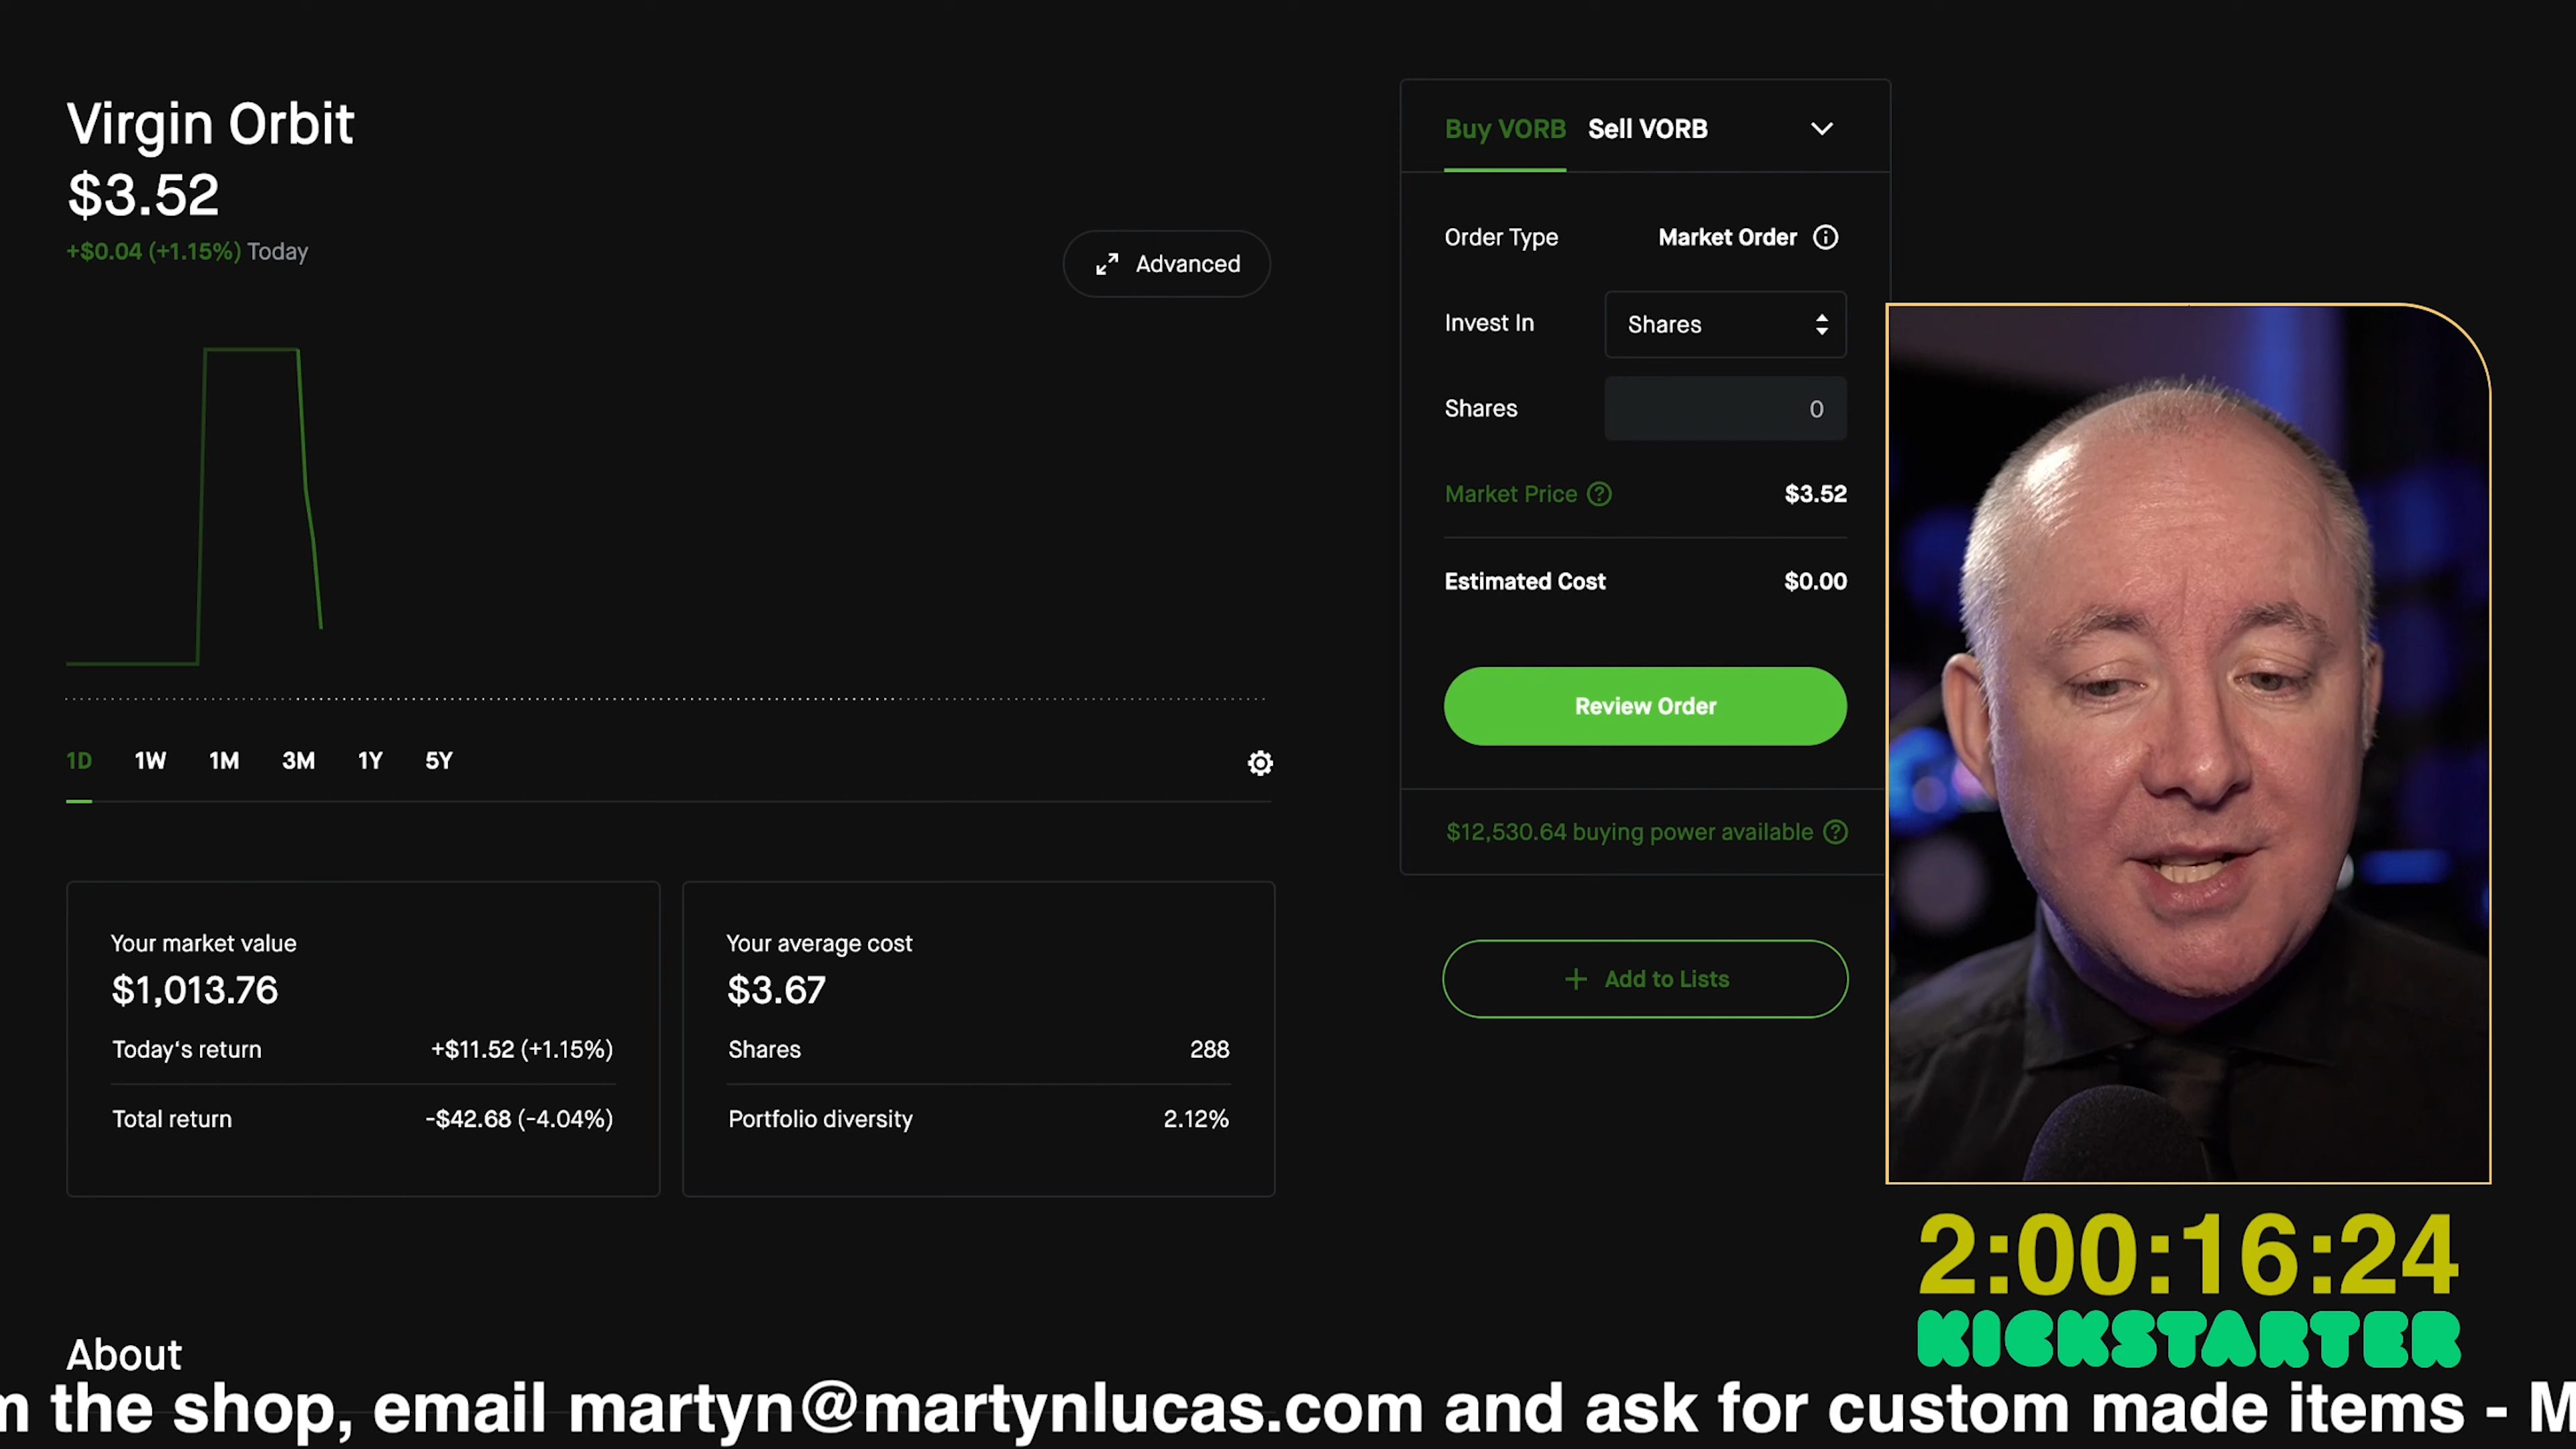 Virgin Orbit
$3.52
+$0.04 (+1.15%) Today
Advanced
1D 1W 1M 3M 1Y 5Y
Your market value
$1,013.76
Today's return +$11.52 (+1.15%)
Total return -$42.68 (-4.04%)
Your average cost
$3.67
Shares 288
Portfolio diversity 2.12%
About
Buy VORB Sell VORB
Order Type Market Order
Invest In Shares
Shares 0
Market Price $3.52
Estimated Cost $0.00
Review Order
$12,530.64 buying power available
+ Add to Lists
2:00:16:24
KICKSTARTER
m the shop, email martyn@martynlucas.com and ask for custom made items - M